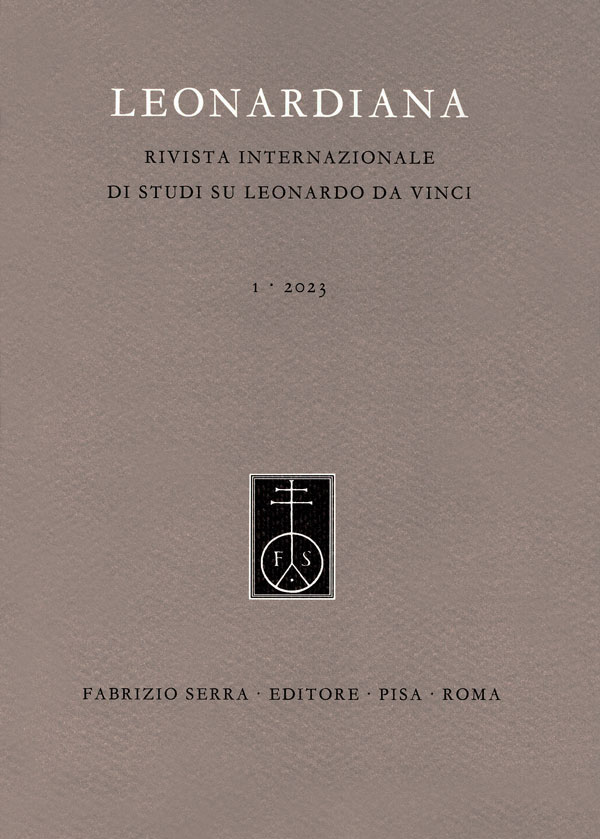 LEONARDIANA
RIVISTA INTERNAZIONALE
DI STUDI SU LEONARDO DA VINCI
1 · 2023
F S
FABRIZIO SERRA · EDITORE · PISA · ROMA